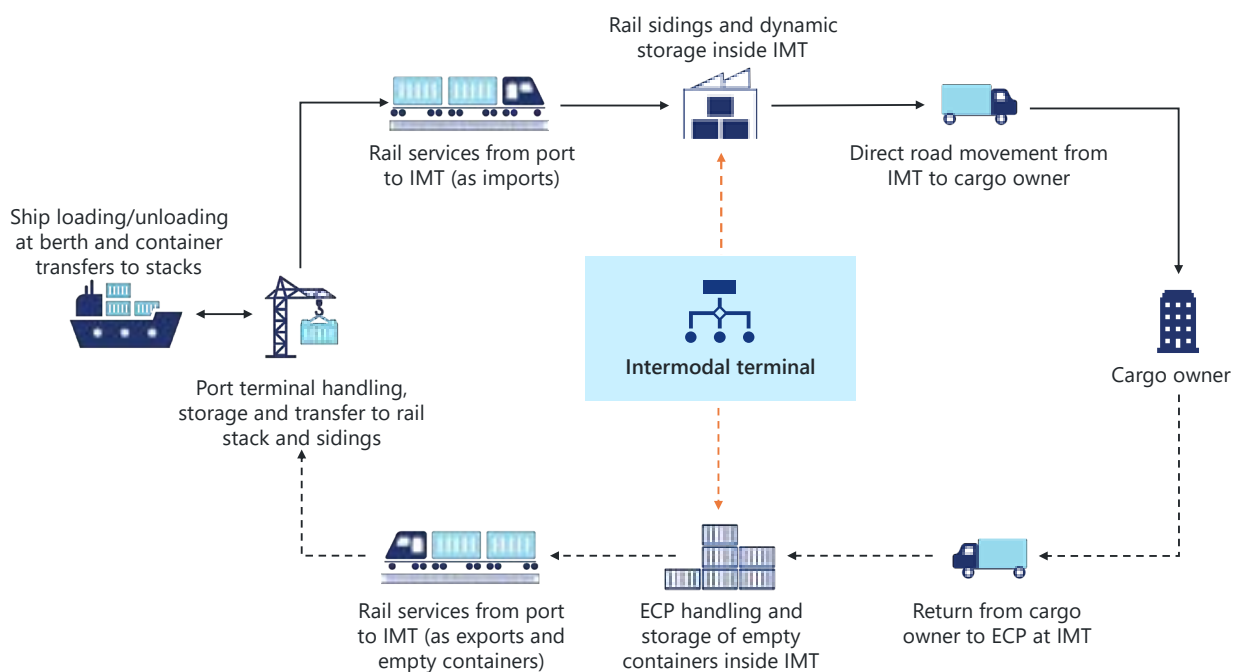 Rail sidings and dynamic
storage inside IMT
Rail services from port
to IMT (as imports)
Direct road movement from
IMT to cargo owner
Ship loading/unloading
at berth and container
transfers to stacks
Port terminal handling,
storage and transfer to rail
stack and sidings
Intermodal terminal
Cargo owner
Rail services from port
to IMT (as exports and
empty containers)
ECP handling and
storage of empty
containers inside IMT
Return from cargo
owner to ECP at IMT